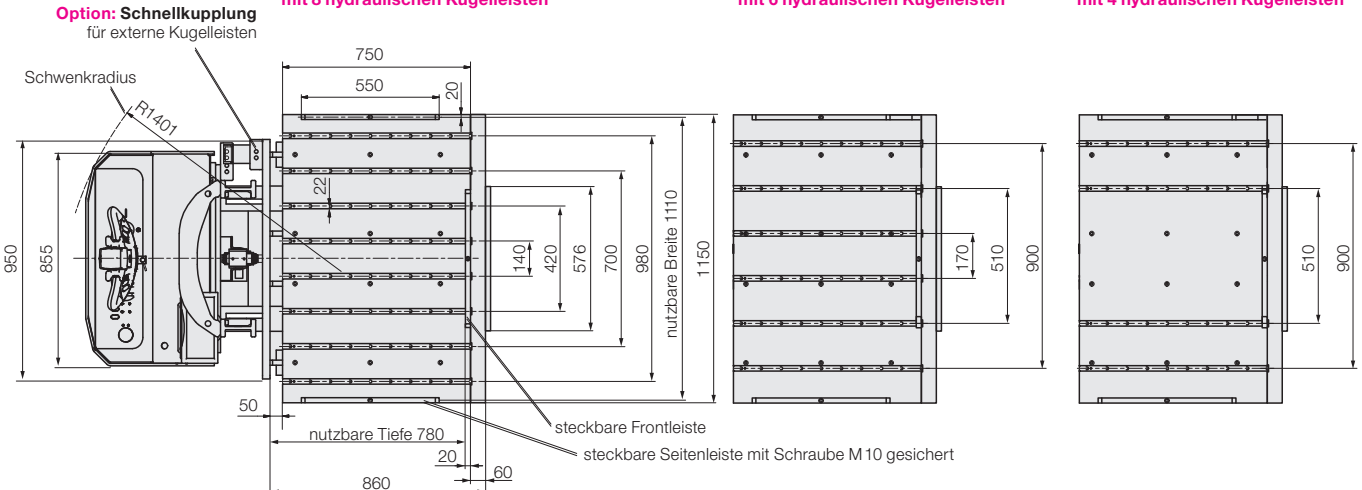 mit 8 hydraulischen Kugelleisten
mit 6 hydraulischen Kugelleisten
mit 4 hydraulischen Kugelleisten
Option: Schnellkupplung
für externe Kugelleisten
Schwenkradius
R1401
750
550
20
22
950
855
140
420
576
700
980
nutzbare Breite 1110
1150
170
510
900
510
900
50
nutzbare Tiefe 780
20
60
860
steckbare Frontleiste
steckbare Seitenleiste mit Schraube M 10 gesichert